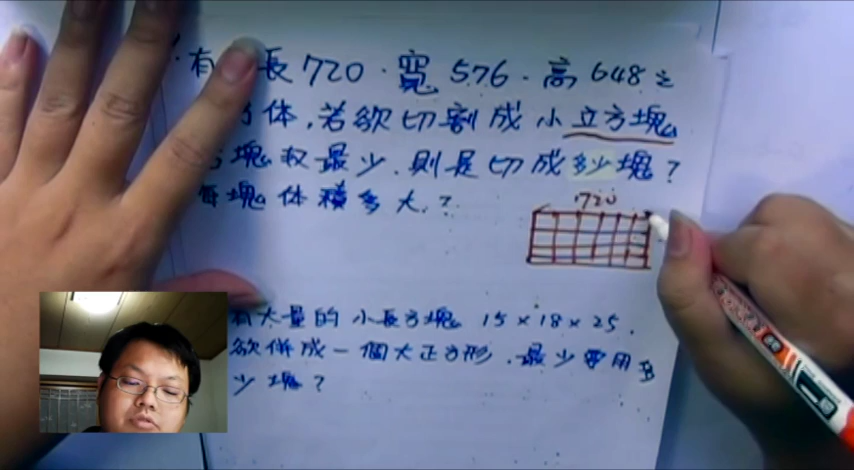 有 長720.寬576.高648之
体.若欲切割成小立方塊
塊數最少.則是切成多少塊?
每塊体積多大.?
720
有大量的小長方塊 15×18×25.
欲併成一個大正方形.最少要用多
少塊?